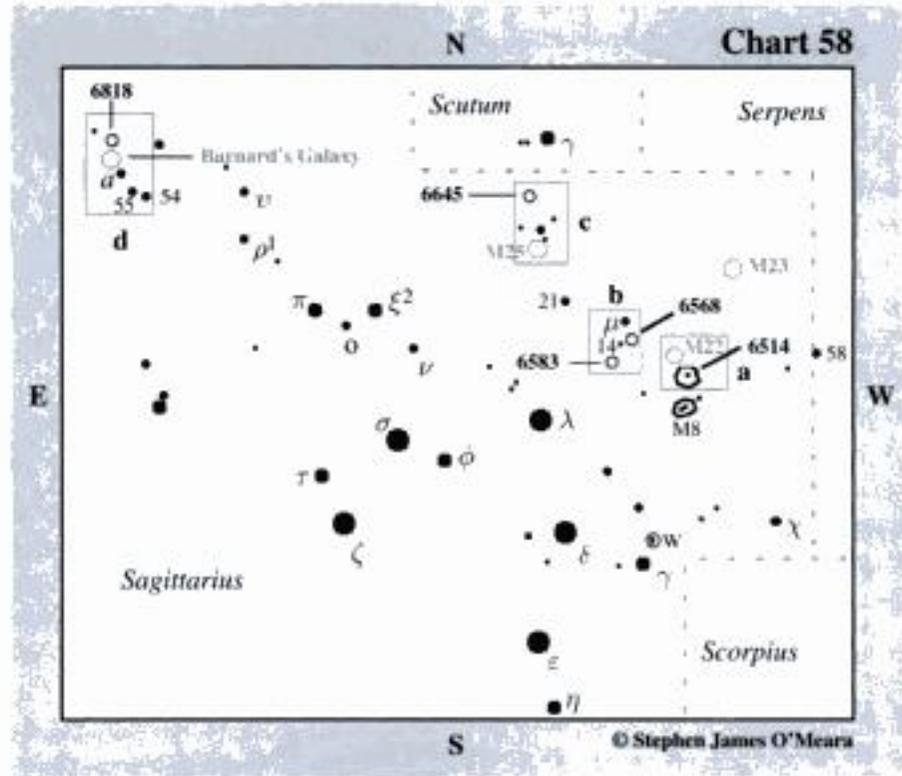 N
Chart 58
6818
Scutum
Serpens
γ
Barnard's Galaxy
a
55
54
υ
6645
c
M25
d
ρ1
M23
π
ξ2
21
b
6568
μ
o
14
6514
58
ν
6583
a
E
W
M8
λ
σ
φ
τ
ζ
δ
W
γ
χ
Sagittarius
Scorpius
ε
η
S
© Stephen James O'Meara